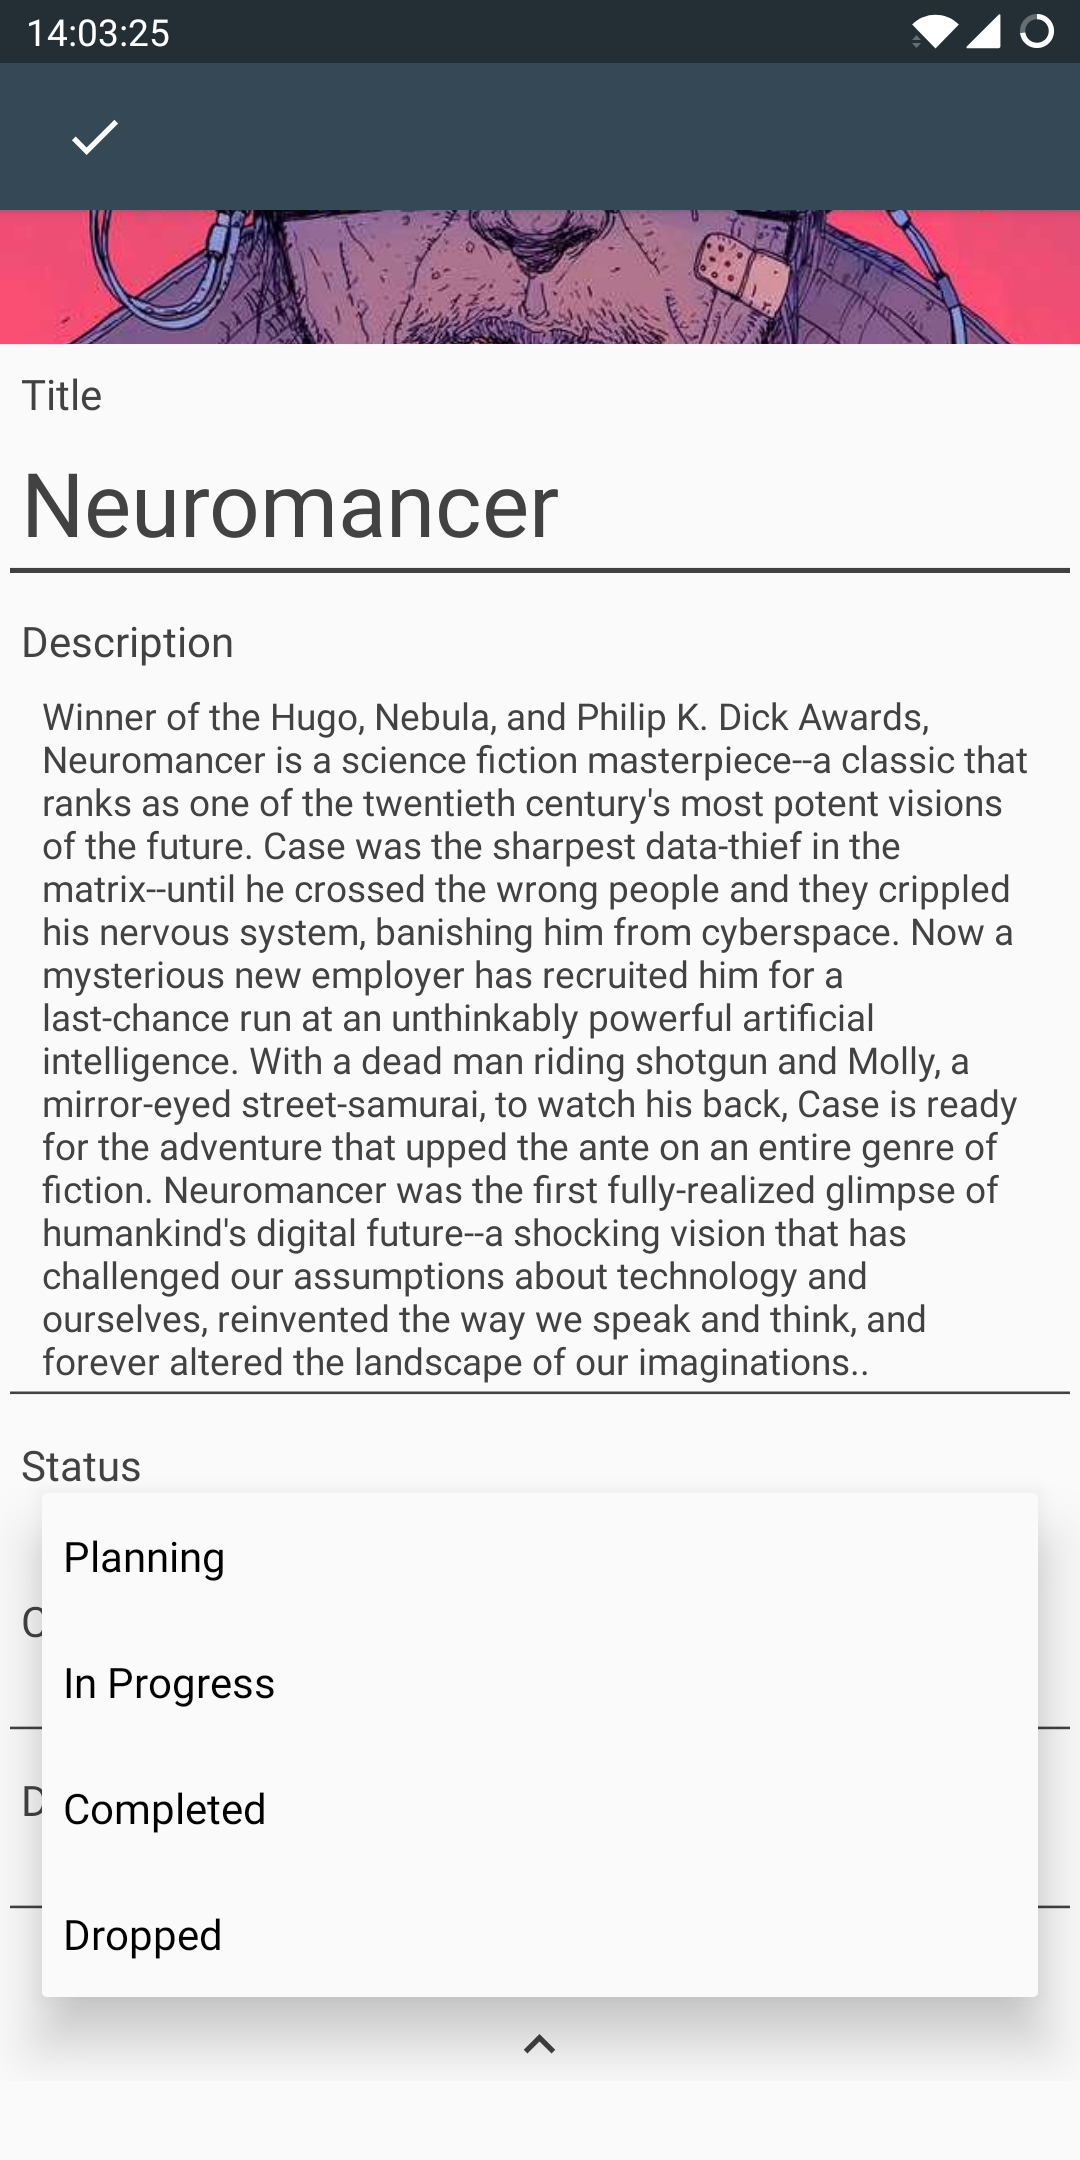 14:03:25
Title
Neuromancer
Description
Winner of the Hugo, Nebula, and Philip K. Dick Awards,
Neuromancer is a science fiction masterpiece--a classic that
ranks as one of the twentieth century's most potent visions
of the future. Case was the sharpest data-thief in the
matrix--until he crossed the wrong people and they crippled
his nervous system, banishing him from cyberspace. Now a
mysterious new employer has recruited him for a
last-chance run at an unthinkably powerful artificial
intelligence. With a dead man riding shotgun and Molly, a
mirror-eyed street-samurai, to watch his back, Case is ready
for the adventure that upped the ante on an entire genre of
fiction. Neuromancer was the first fully-realized glimpse of
humankind's digital future--a shocking vision that has
challenged our assumptions about technology and
ourselves, reinvented the way we speak and think, and
forever altered the landscape of our imaginations..
Status
Planning
In Progress
Completed
Dropped